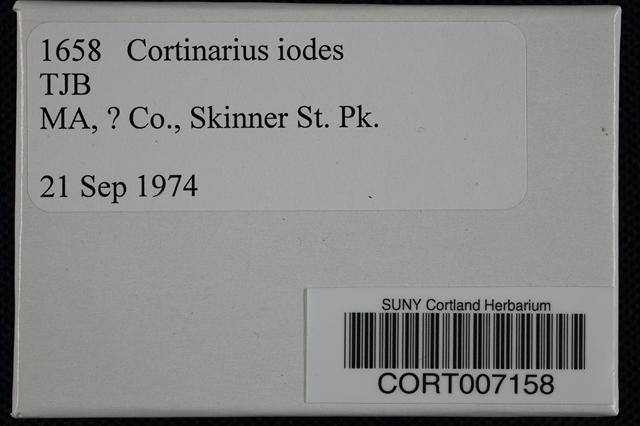 1658 Cortinarius iodes
TJB
MA, ? Co., Skinner St. Pk.
21 Sep 1974
SUNY Cortland Herbarium
CORT007158